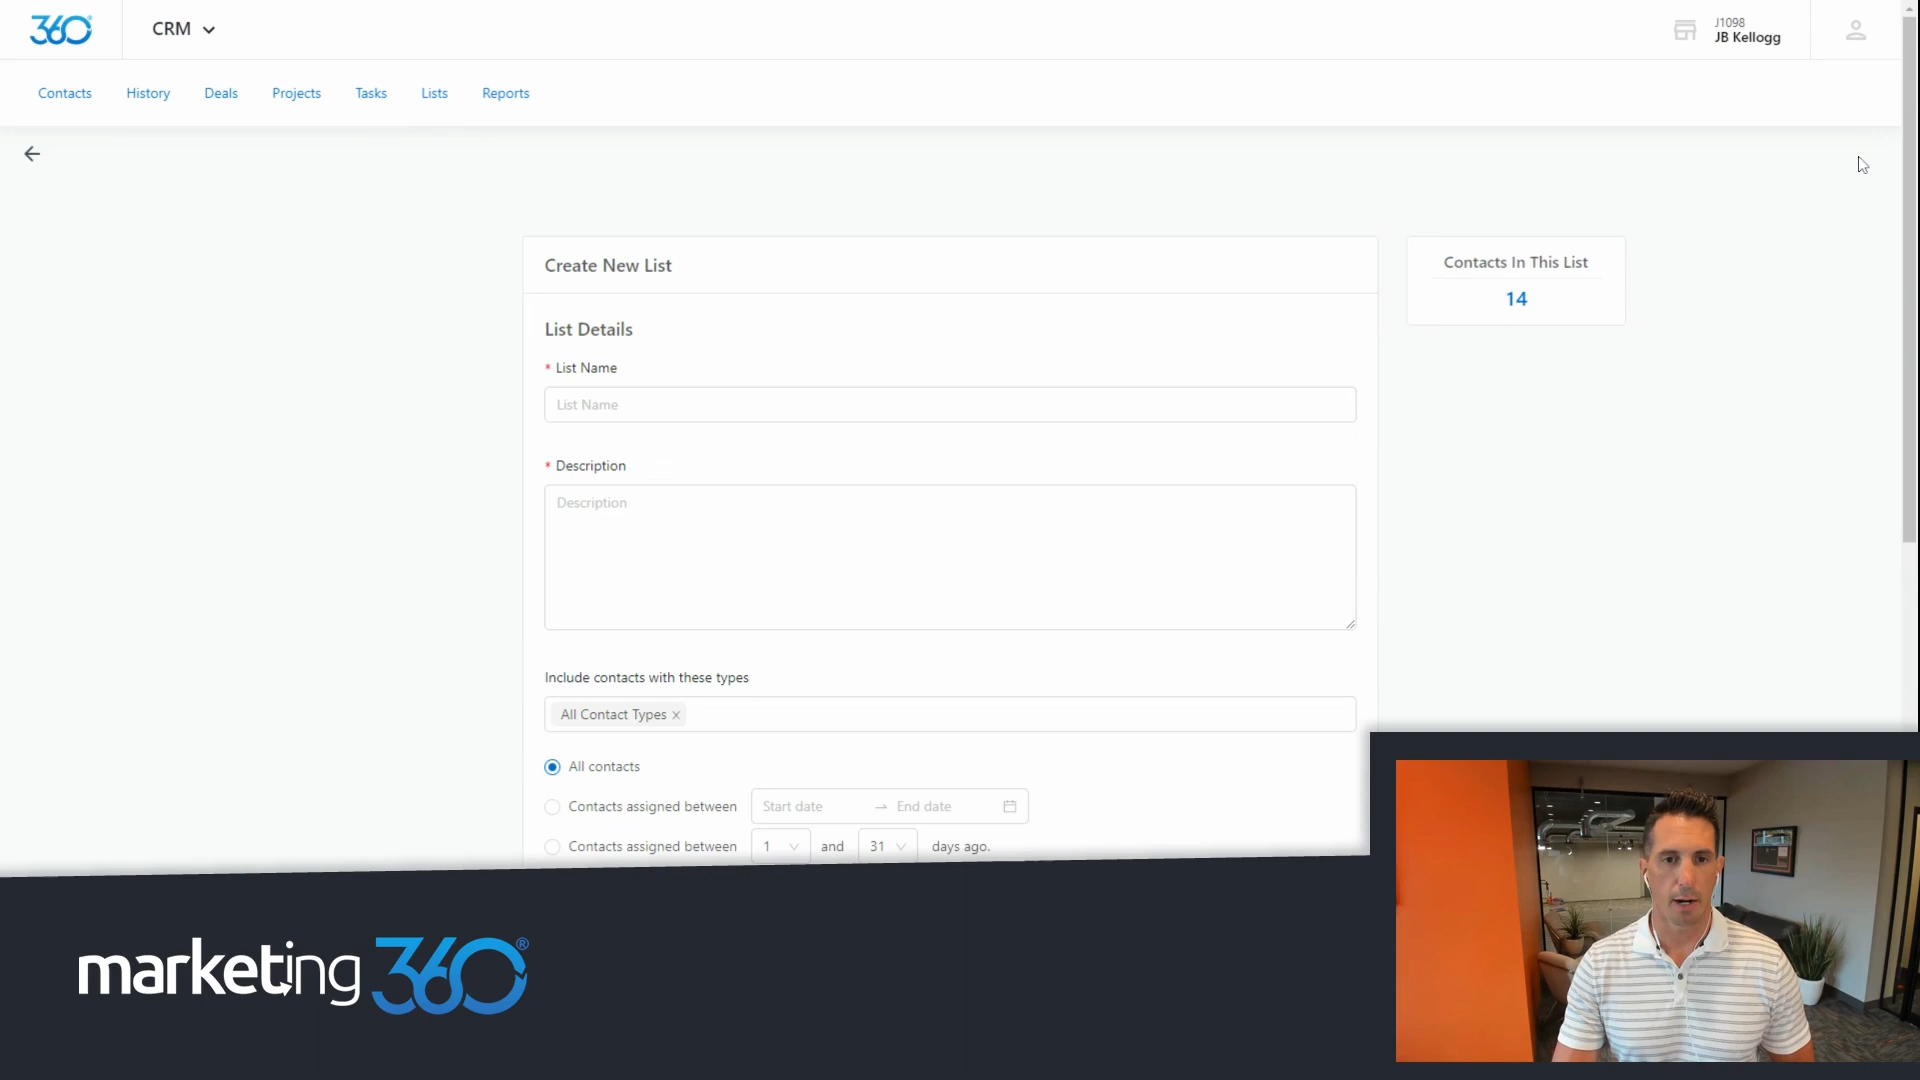 360
CRM
J1098
JB Kellogg
Contacts History Deals Projects Tasks Lists Reports
Create New List
Contacts In This List
14
List Details
* List Name
List Name
* Description
Description
Include contacts with these types
All Contact Types ×
All contacts
Contacts assigned between Start date → End date
Contacts assigned between 1 and 31 days ago.
marketing 360®